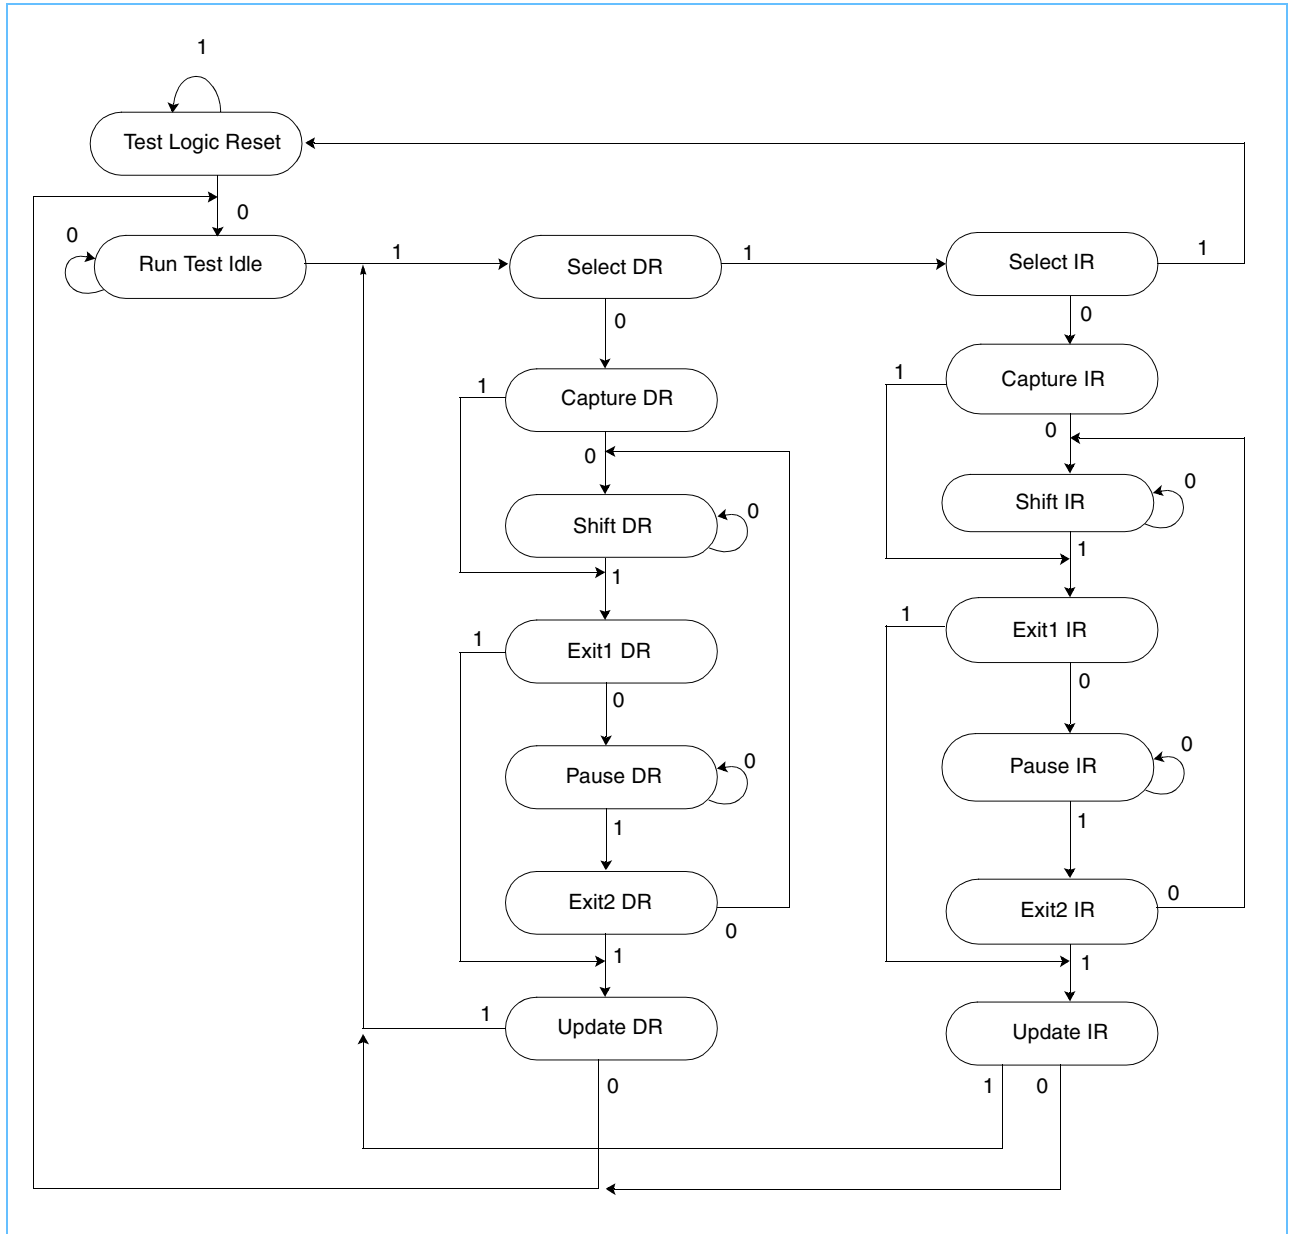 1
Test Logic Reset
0
0
Run Test Idle
1
Select DR
1
Select IR
1
0
0
1
Capture DR
1
Capture IR
0
0
Shift DR
0
Shift IR
0
1
1
1
Exit1 DR
1
Exit1 IR
0
0
Pause DR
0
Pause IR
0
1
1
Exit2 DR
0
Exit2 IR
0
1
1
1
Update DR
Update IR
0
1
0